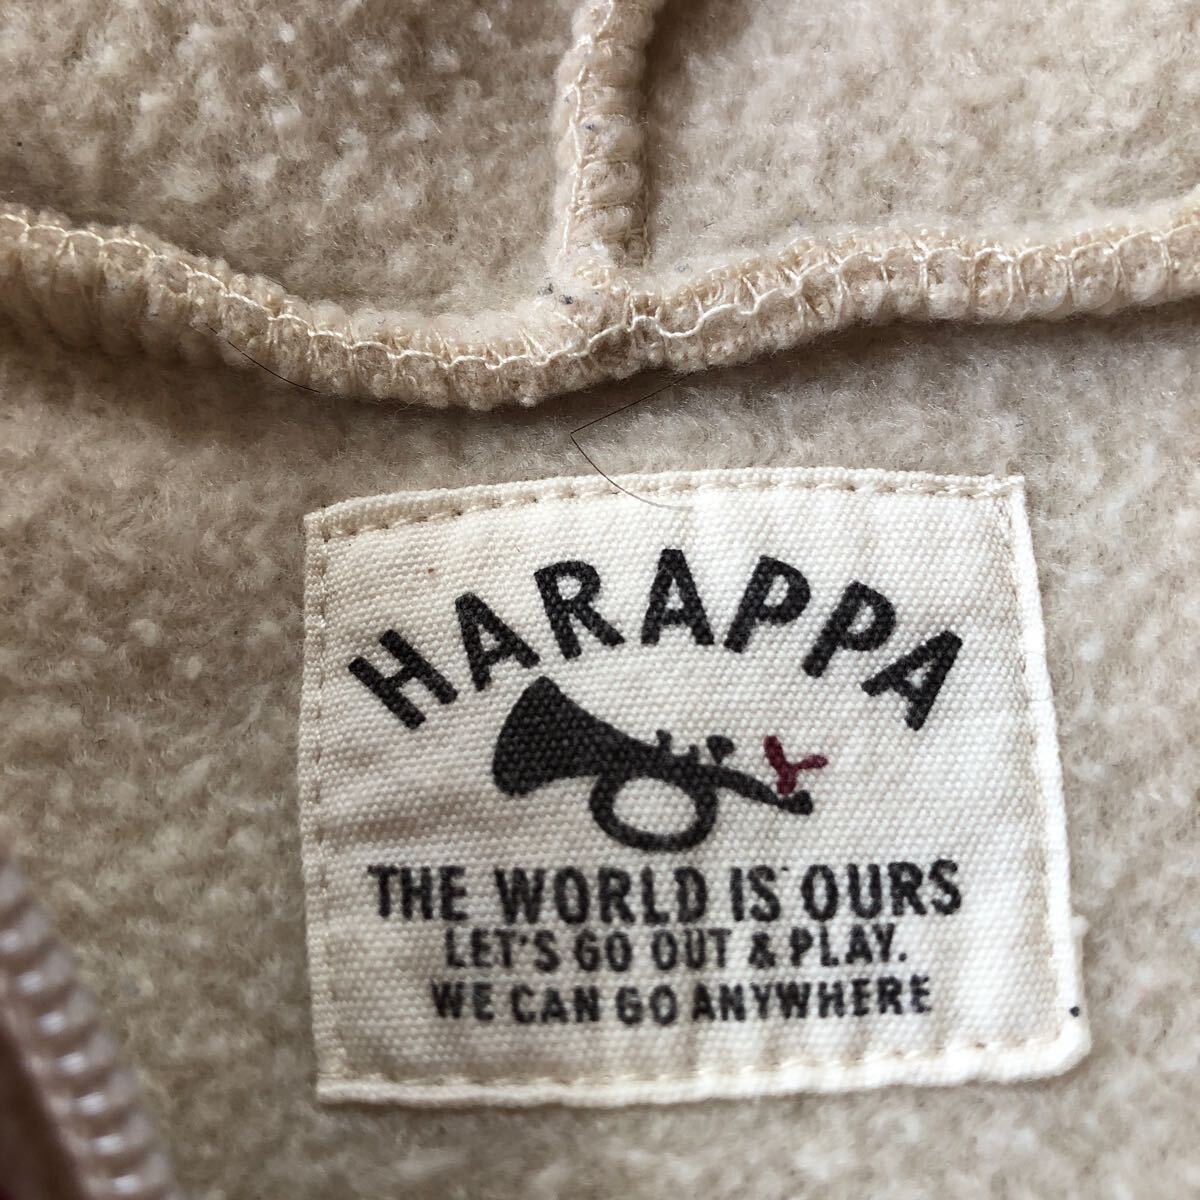 HARAPPA
THE WORLD IS OURS
LET'S GO OUT & PLAY.
WE CAN GO ANYWHERE